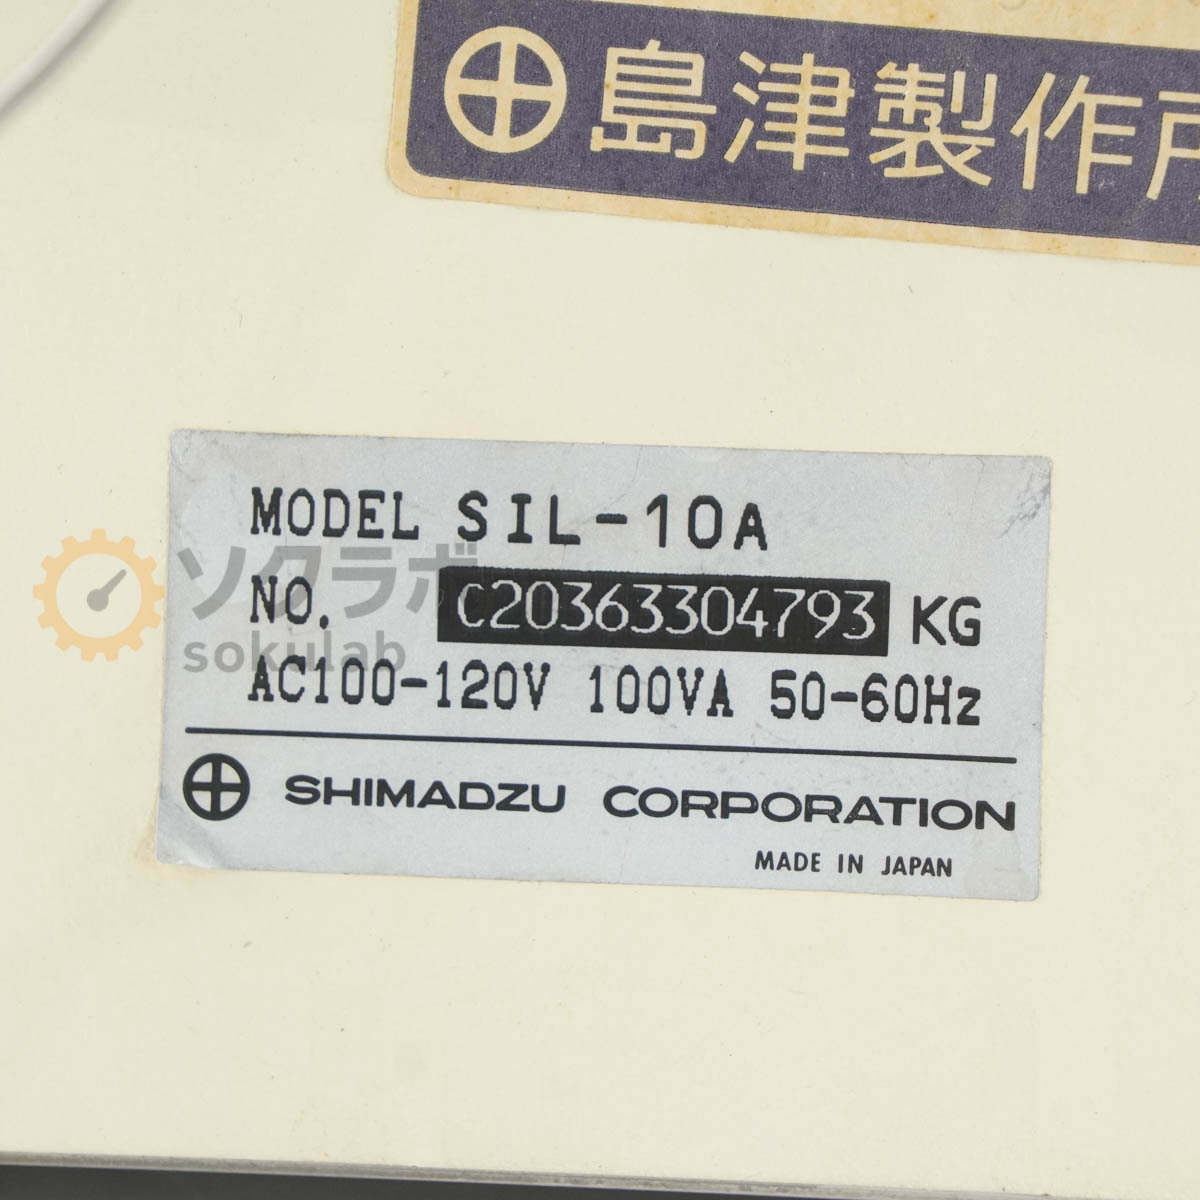 島津製作所
MODEL SIL-10A
ソクラボ
NO. C20363304793 KG
sokulab
AC100-120V 100VA 50-60Hz
SHIMADZU CORPORATION
MADE IN JAPAN